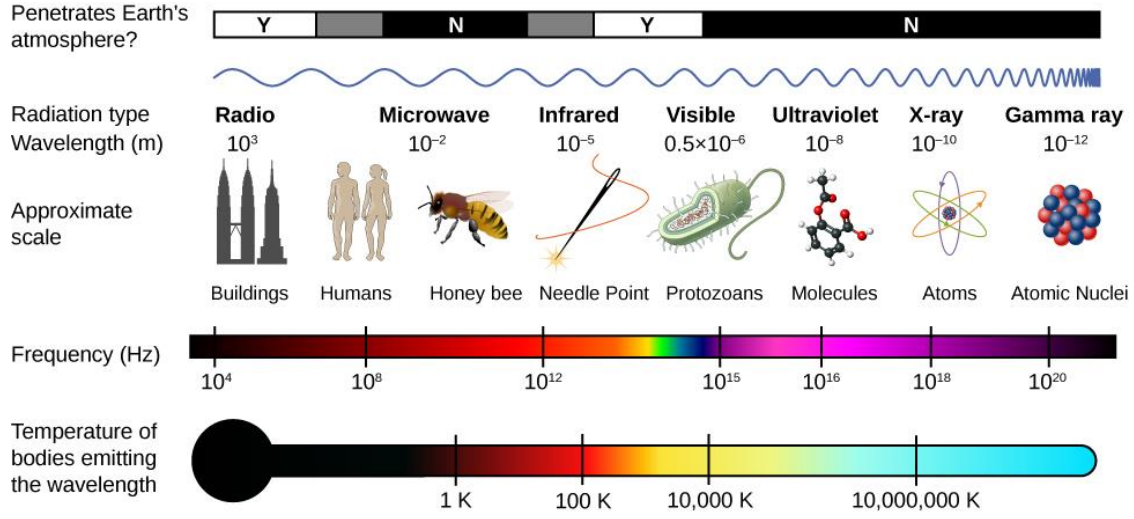 Penetrates Earth's
atmosphere?
Y
N
Y
N
Radiation type
Radio
Microwave
Infrared
Visible
Ultraviolet
X-ray
Gamma ray
Wavelength (m)
10³
10⁻²
10⁻⁵
0.5×10⁻⁶
10⁻⁸
10⁻¹⁰
10⁻¹²
Approximate
scale
Buildings
Humans
Honey bee
Needle Point
Protozoans
Molecules
Atoms
Atomic Nuclei
Frequency (Hz)
10⁴
10⁸
10¹²
10¹⁵
10¹⁶
10¹⁸
10²⁰
Temperature of
bodies emitting
the wavelength
1 K
100 K
10,000 K
10,000,000 K